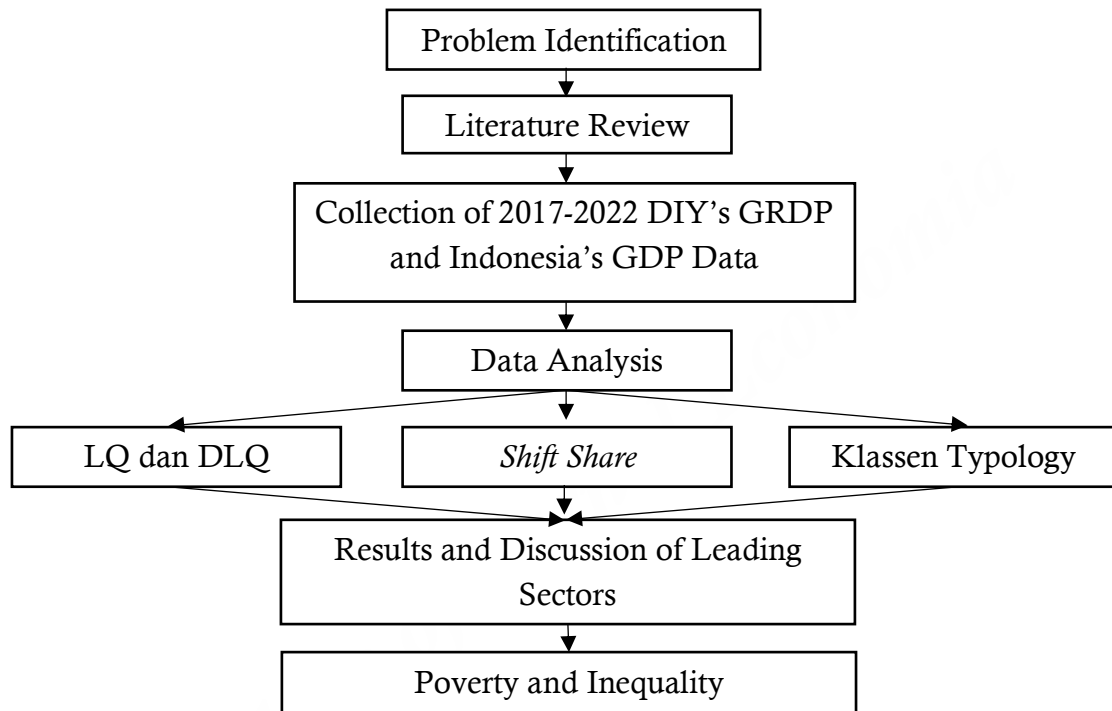 Problem Identification
Literature Review
Collection of 2017-2022 DIY’s GRDP
and Indonesia’s GDP Data
Data Analysis
LQ dan DLQ
Shift Share
Klassen Typology
Results and Discussion of Leading
Sectors
Poverty and Inequality